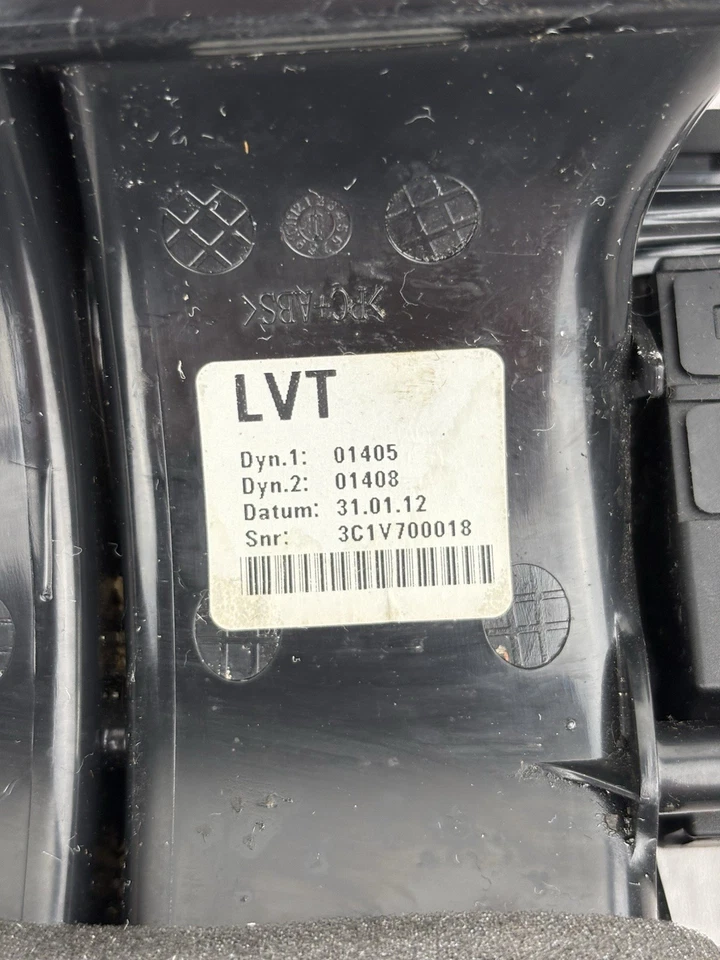 >PC+ABS<
LVT
Dyn.1: 01405
Dyn.2: 01408
Datum: 31.01.12
Snr: 3C1V700018